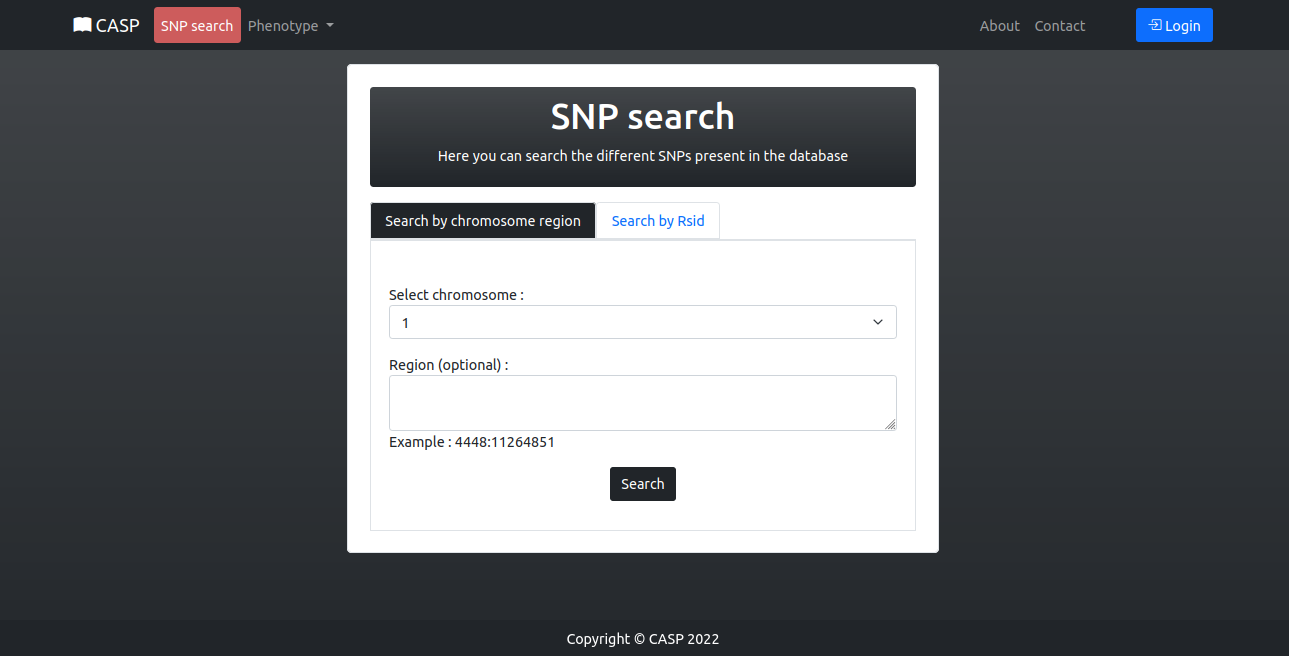 CASP SNP search Phenotype About Contact Login
SNP search
Here you can search the different SNPs present in the database
Search by chromosome region Search by Rsid
Select chromosome :
1
Region (optional) :
Example : 4448:11264851
Search
Copyright © CASP 2022